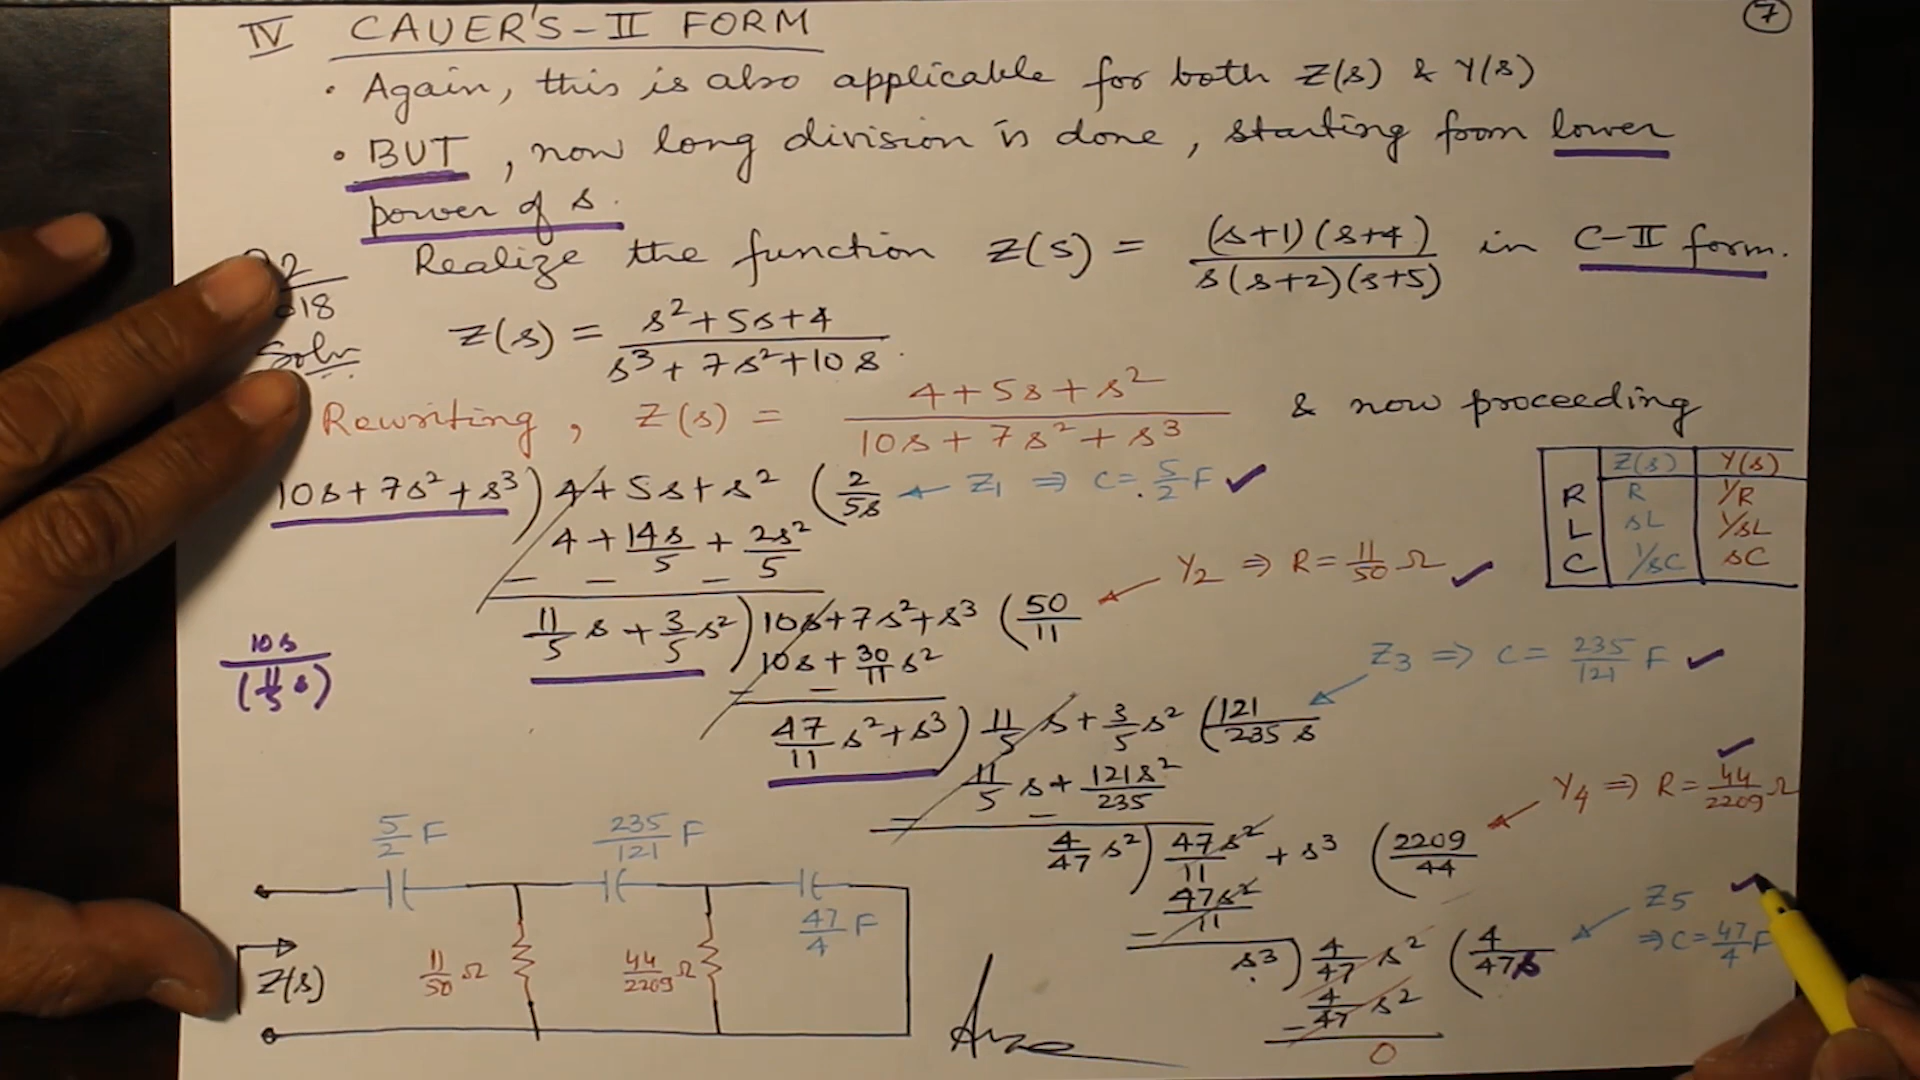 IV CAUER'S-II FORM
7
• Again, this is also applicable for both Z(s) & Y(s)
• BUT, now long division is done, starting from lower
power of s.
Realize the function Z(s) = (s+1)(s+4) / s(s+2)(s+5) in C-II form.
Soln
Z(s) = s² + 5s + 4 / s³ + 7s² + 10s
Rewriting, Z(s) = 4 + 5s + s² / 10s + 7s² + s³ & now proceeding
Z(s) Y(s)
R R 1/R
L sL 1/sL
C 1/sC sC
10s + 7s² + s³ ) 4 + 5s + s² ( 2/5s ← Z1 ⇒ C = 5/2 F ✓
4 + 14s/5 + 2s²/5
− − −
Y2 ⇒ R = 11/50 Ω ✓
11/5 s + 3/5 s² ) 10s + 7s² + s³ ( 50/11
10s + 30/11 s²
− −
10s / (11/5 s)
Z3 ⇒ C = 235/121 F ✓
47/11 s² + s³ ) 11/5 s + 3/5 s² ( 121/235 s
11/5 s + 121s²/235
− −
Y4 ⇒ R = 44/2209 Ω ✓
4/47 s² ) 47s²/11 + s³ ( 2209/44
47s²/11
−
Z5 ✓
⇒ C = 47/4 F
s³ ) 4/47 s² ( 4/47s
4/47 s²
−
0
5/2 F 235/121 F
47/4 F
Z(s) 11/50 Ω 44/2209 Ω